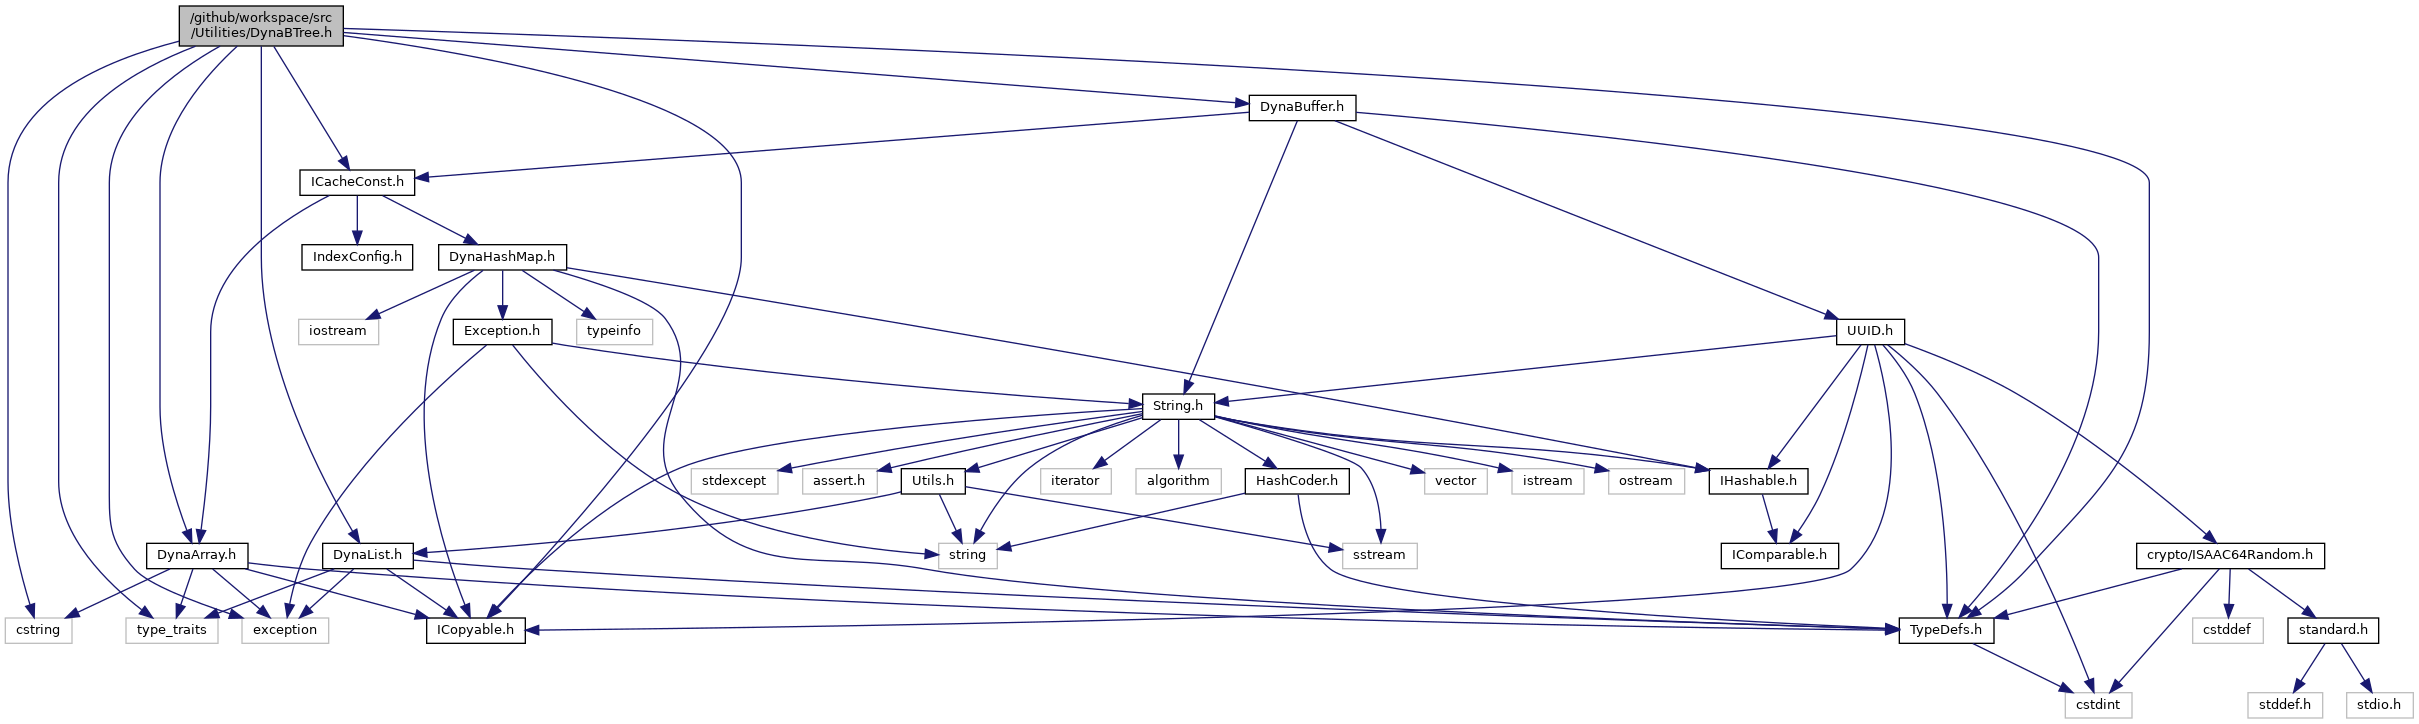 /github/workspace/src
/Utilities/DynaBTree.h
DynaBuffer.h
ICacheConst.h
IndexConfig.h
DynaHashMap.h
iostream
Exception.h
typeinfo
UUID.h
String.h
stdexcept
assert.h
Utils.h
iterator
algorithm
HashCoder.h
vector
istream
ostream
IHashable.h
DynaArray.h
DynaList.h
string
sstream
IComparable.h
crypto/ISAAC64Random.h
cstring
type_traits
exception
ICopyable.h
TypeDefs.h
cstddef
standard.h
cstdint
stddef.h
stdio.h